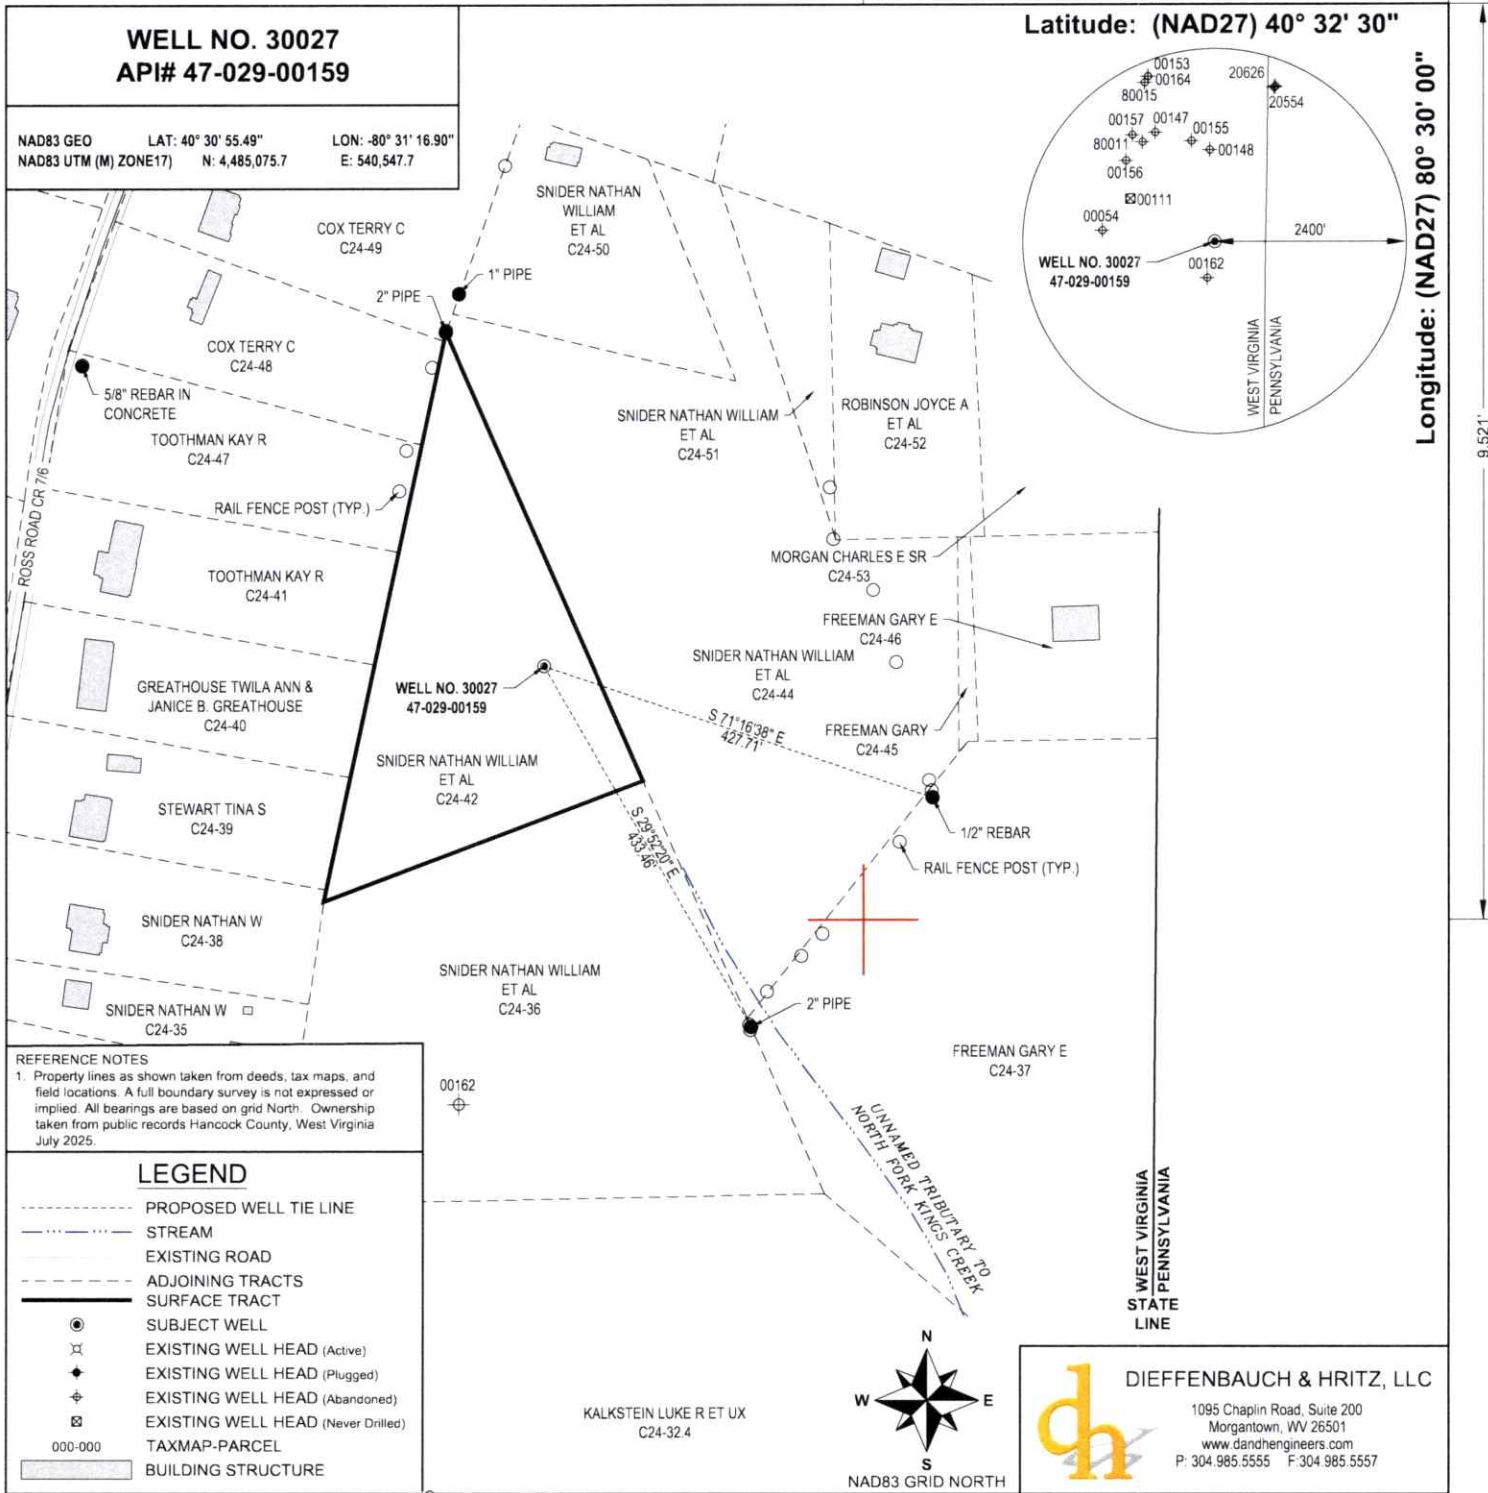 WELL NO. 30027
API# 47-029-00159
NAD83 GEO LAT: 40° 30' 55.49" LON: -80° 31' 16.90"
NAD83 UTM (M) ZONE17) N: 4,485,075.7 E: 540,547.7
Latitude: (NAD27) 40° 32' 30"
Longitude: (NAD27) 80° 30' 00"
9.521'
00153
00164
80015
20626
20554
00157
00147
00155
80011
00148
00156
00111
00054
2400'
WELL NO. 30027
47-029-00159
00162
WEST VIRGINIA
PENNSYLVANIA
SNIDER NATHAN
WILLIAM
ET AL
C24-50
COX TERRY C
C24-49
1" PIPE
2" PIPE
COX TERRY C
C24-48
5/8" REBAR IN
CONCRETE
TOOTHMAN KAY R
C24-47
SNIDER NATHAN WILLIAM
ET AL
C24-51
ROBINSON JOYCE A
ET AL
C24-52
ROSS ROAD CR 7/6
RAIL FENCE POST (TYP.)
MORGAN CHARLES E SR
C24-53
TOOTHMAN KAY R
C24-41
FREEMAN GARY E
C24-46
SNIDER NATHAN WILLIAM
ET AL
C24-44
GREATHOUSE TWILA ANN &
JANICE B. GREATHOUSE
C24-40
WELL NO. 30027
47-029-00159
S 71°16'38" E
427.71'
FREEMAN GARY
C24-45
SNIDER NATHAN WILLIAM
ET AL
C24-42
STEWART TINA S
C24-39
S 29°52'20" E
433.46'
1/2" REBAR
RAIL FENCE POST (TYP.)
SNIDER NATHAN W
C24-38
SNIDER NATHAN WILLIAM
ET AL
C24-36
2" PIPE
SNIDER NATHAN W
C24-35
FREEMAN GARY E
C24-37
00162
UNNAMED TRIBUTARY TO
NORTH FORK KINGS CREEK
WEST VIRGINIA
PENNSYLVANIA
STATE
LINE
REFERENCE NOTES
1. Property lines as shown taken from deeds, tax maps, and
field locations. A full boundary survey is not expressed or
implied. All bearings are based on grid North. Ownership
taken from public records Hancock County, West Virginia
July 2025.
LEGEND
PROPOSED WELL TIE LINE
STREAM
EXISTING ROAD
ADJOINING TRACTS
SURFACE TRACT
SUBJECT WELL
EXISTING WELL HEAD (Active)
EXISTING WELL HEAD (Plugged)
EXISTING WELL HEAD (Abandoned)
EXISTING WELL HEAD (Never Drilled)
000-000 TAXMAP-PARCEL
BUILDING STRUCTURE
KALKSTEIN LUKE R ET UX
C24-32.4
N
W E
S
NAD83 GRID NORTH
dh
DIEFFENBAUCH & HRITZ, LLC
1095 Chaplin Road, Suite 200
Morgantown, WV 26501
www.dandhengineers.com
P: 304.985.5555 F:304.985.5557